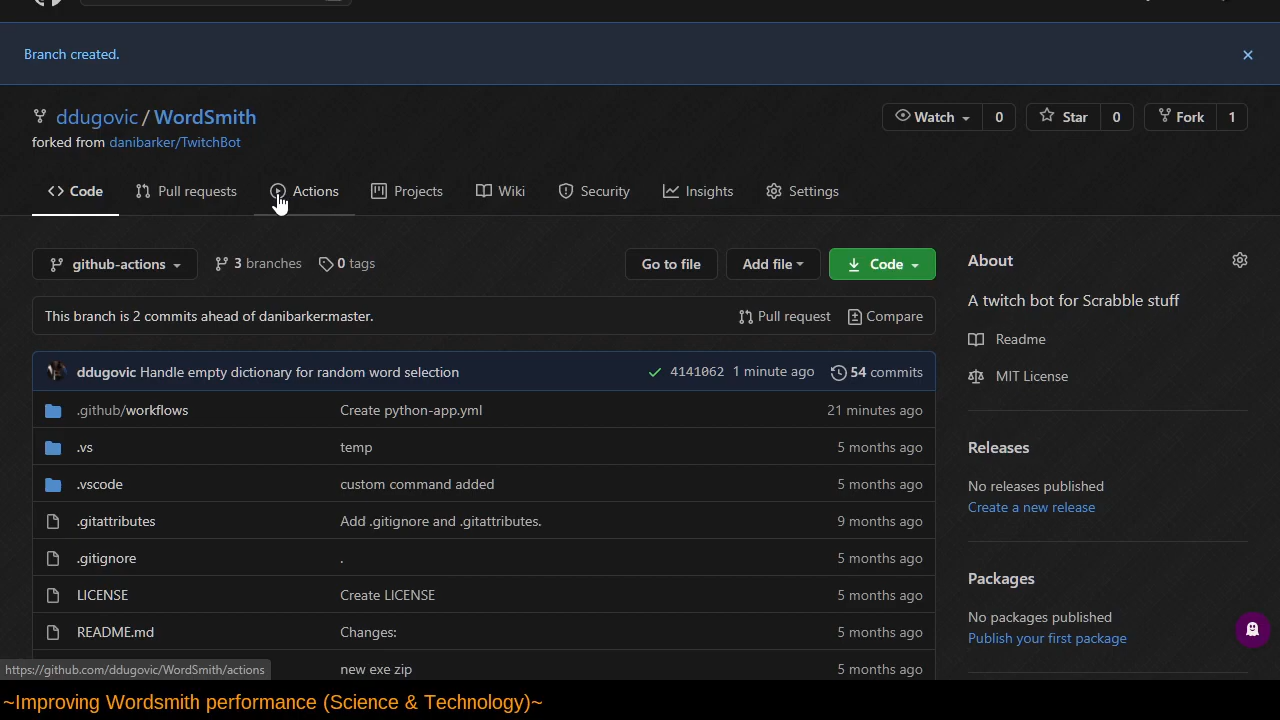 Branch created.
ddugovic / WordSmith
Watch 0 Star 0 Fork 1
forked from danibarker/TwitchBot
Code Pull requests Actions Projects Wiki Security Insights Settings
github-actions 3 branches 0 tags Go to file Add file Code
About
A twitch bot for Scrabble stuff
This branch is 2 commits ahead of danibarker:master. Pull request Compare
Readme
ddugovic Handle empty dictionary for random word selection 4141062 1 minute ago 54 commits
MIT License
.github/workflows Create python-app.yml 21 minutes ago
.vs temp 5 months ago
Releases
.vscode custom command added 5 months ago
No releases published
Create a new release
.gitattributes Add .gitignore and .gitattributes. 9 months ago
.gitignore . 5 months ago
Packages
LICENSE Create LICENSE 5 months ago
No packages published
README.md Changes: 5 months ago
Publish your first package
https://github.com/ddugovic/WordSmith/actions new exe zip 5 months ago
~Improving Wordsmith performance (Science & Technology)~